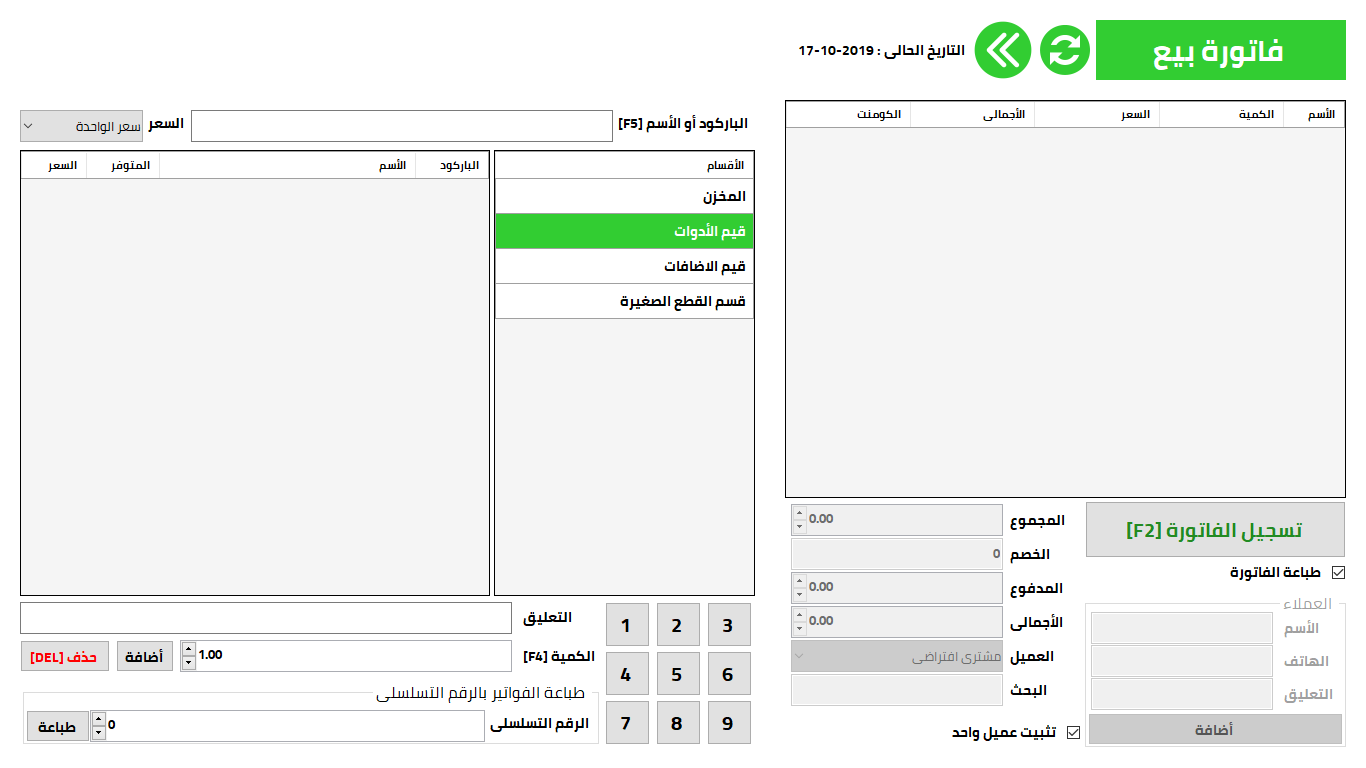 فاتورة بيع
التاريخ الحالى : 2019-10-17
الأسم الكمية السعر الأجمالى الكومنت
تسجيل الفاتورة [F2]
طباعة الفاتورة
العملاء
الأسم
الهاتف
التعليق
أضافة
المجموع 0.00
الخصم 0
المدفوع 0.00
الأجمالى 0.00
العميل مشترى افتراضى
البحث
تثبيت عميل واحد
الباركود أو الأسم [F5]
السعر سعر الواحدة
الأقسام
المخزن
قيم الأدوات
قيم الاضافات
قسم القطع الصغيرة
الباركود الأسم المتوفر السعر
1 2 3
4 5 6
7 8 9
التعليق
الكمية [F4] 1.00 أضافة حذف [DEL]
طباعة الفواتير بالرقم التسلسلى
الرقم التسلسلى 0 طباعة